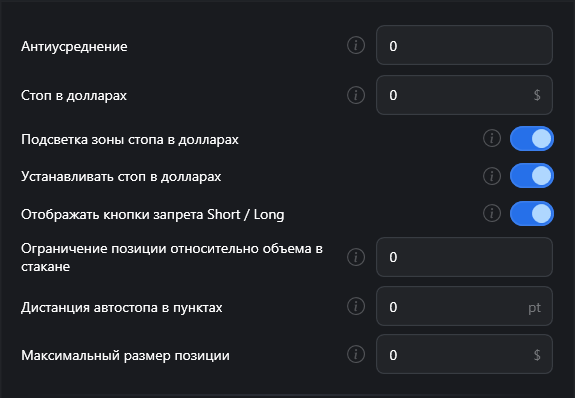 Антиусреднение 0
Стоп в долларах 0 $
Подсветка зоны стопа в долларах
Устанавливать стоп в долларах
Отображать кнопки запрета Short / Long
Ограничение позиции относительно объема в
стакане 0
Дистанция автостопа в пунктах 0 pt
Максимальный размер позиции 0 $